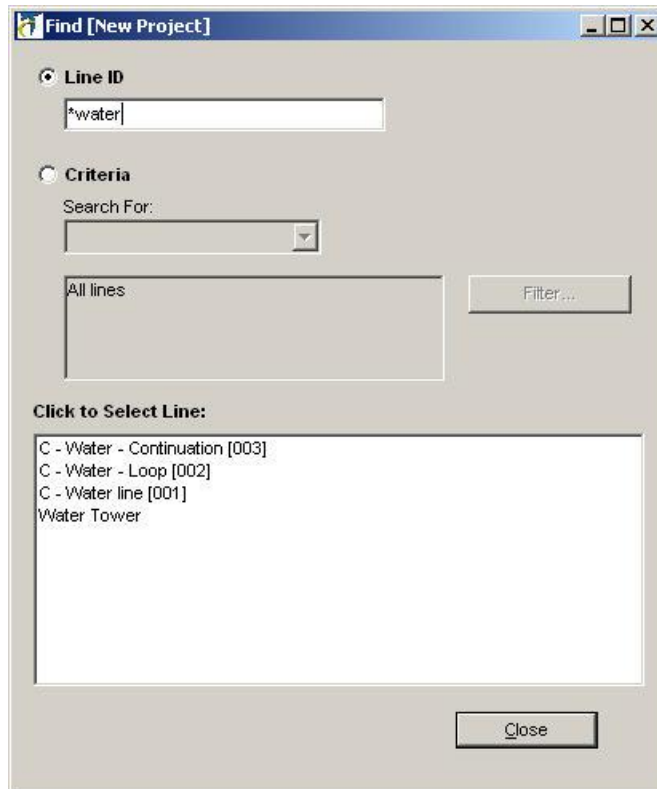 Find [New Project]
Line ID
*water
Criteria
Search For:
All lines
Filter...
Click to Select Line:
C - Water - Continuation [003]
C - Water - Loop [002]
C - Water line [001]
Water Tower
Close